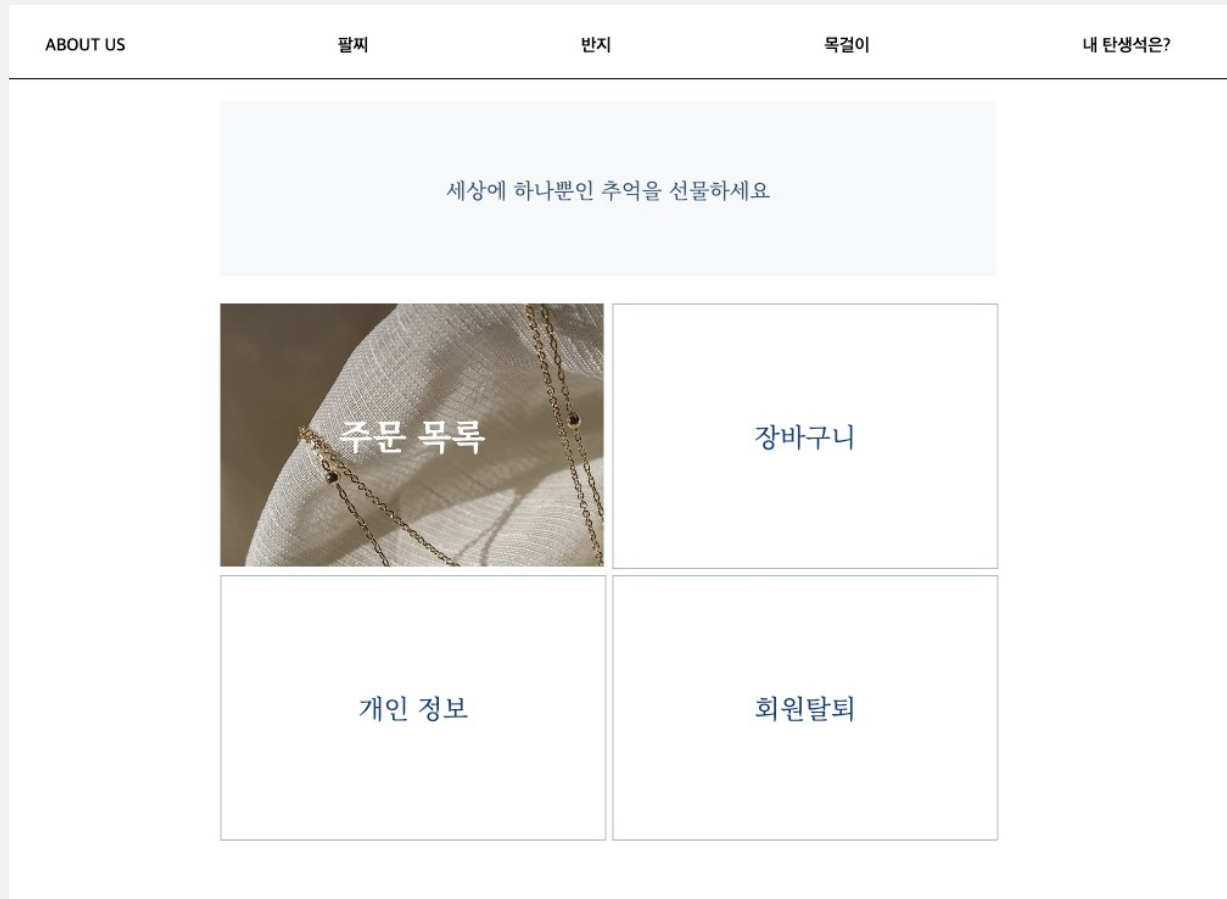 ABOUT US
팔찌
반지
목걸이
내 탄생석은?
세상에 하나뿐인 추억을 선물하세요
주문 목록
장바구니
개인 정보
회원탈퇴